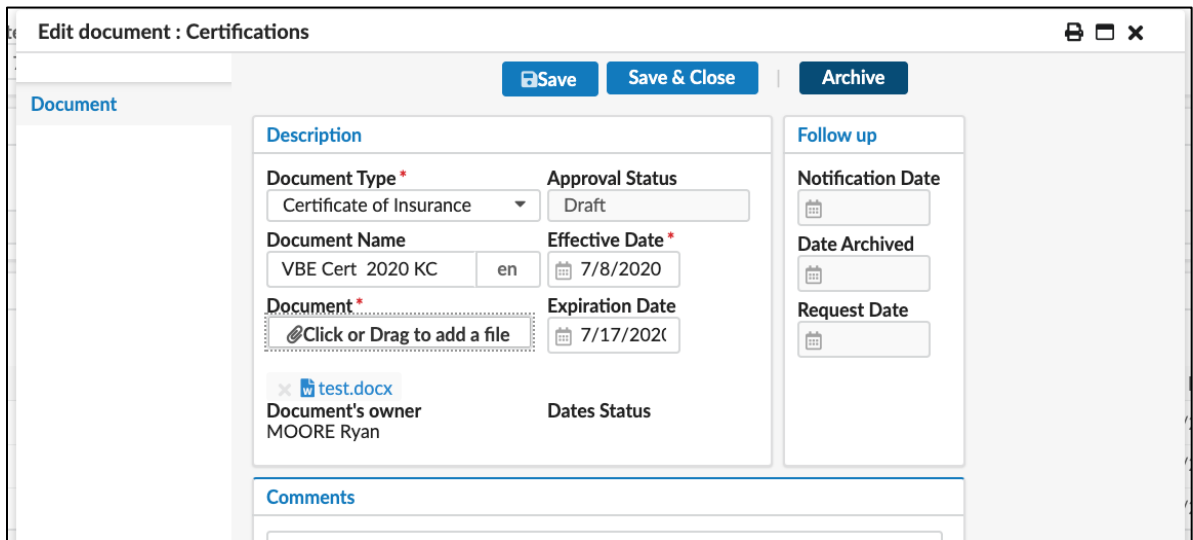 Edit document : Certifications
Save
Save & Close
Archive
Document
Description
Document Type *
Approval Status
Certificate of Insurance
Draft
Document Name
Effective Date *
VBE Cert 2020 KC
en
7/8/2020
Document *
Expiration Date
Click or Drag to add a file
7/17/202
test.docx
Document's owner
Dates Status
MOORE Ryan
Follow up
Notification Date
Date Archived
Request Date
Comments